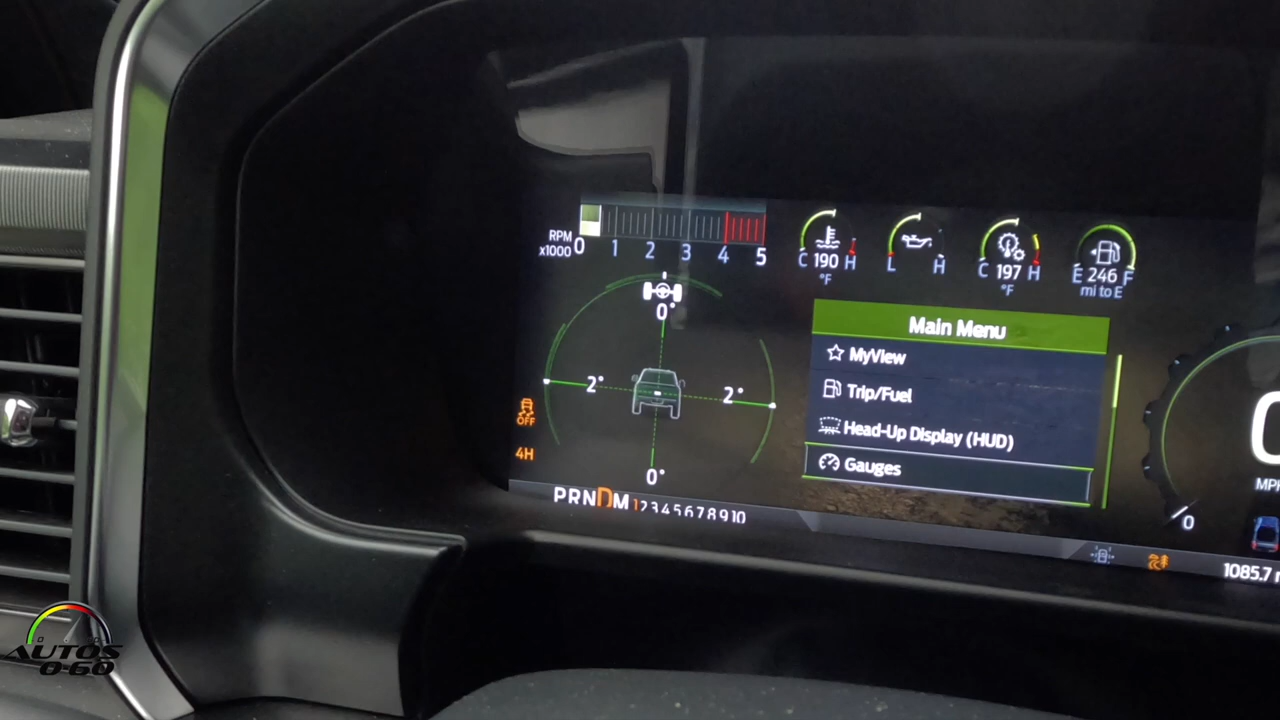 RPM
x1000
0 1 2 3 4 5
C 190 H
°F
L H
C 197 H
°F
E 246 F
mi to E
0°
2° 2°
0°
OFF
4H
PRNDM 12345678910
Main Menu
MyView
Trip/Fuel
Head-Up Display (HUD)
Gauges
0
MPH
0
1085.7 m
AUTOS
0-60